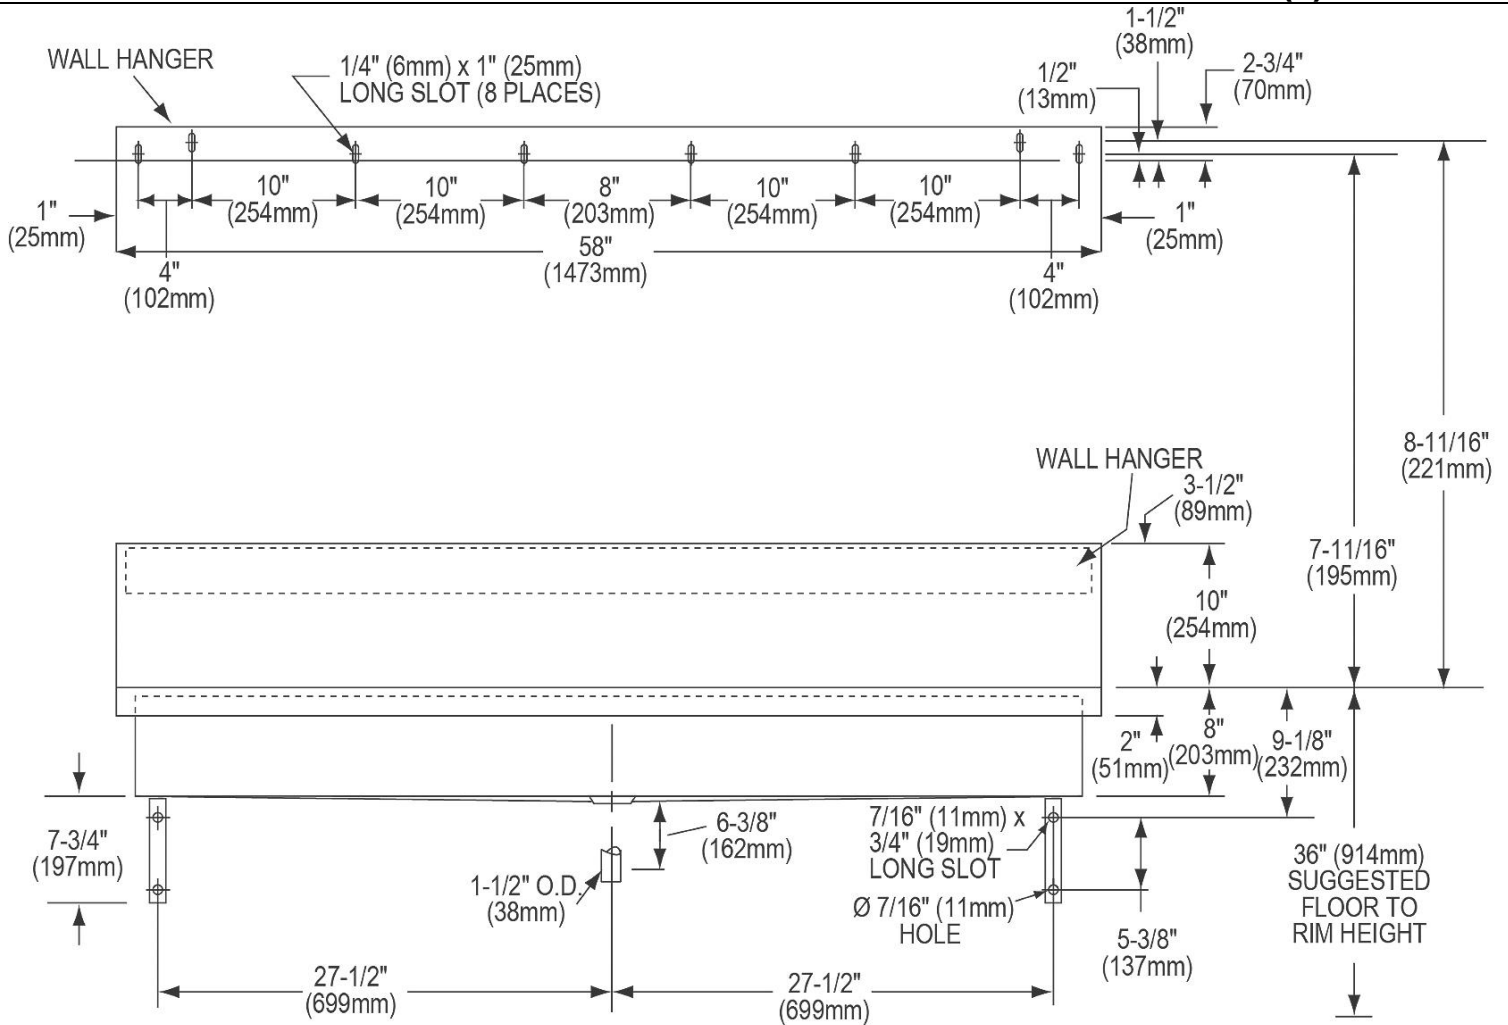 1-1/2"
(38mm)
WALL HANGER
1/4" (6mm) x 1" (25mm)
LONG SLOT (8 PLACES)
1/2"
(13mm)
2-3/4"
(70mm)
10"
(254mm)
10"
(254mm)
8"
(203mm)
10"
(254mm)
10"
(254mm)
1"
(25mm)
1"
(25mm)
58"
(1473mm)
4"
(102mm)
4"
(102mm)
8-11/16"
(221mm)
WALL HANGER
3-1/2"
(89mm)
7-11/16"
(195mm)
10"
(254mm)
2"
(51mm)
8"
(203mm)
9-1/8"
(232mm)
7-3/4"
(197mm)
6-3/8"
(162mm)
7/16" (11mm) x
3/4" (19mm)
LONG SLOT
1-1/2" O.D.
(38mm)
Ø 7/16" (11mm)
HOLE
36" (914mm)
SUGGESTED
FLOOR TO
RIM HEIGHT
5-3/8"
(137mm)
27-1/2"
(699mm)
27-1/2"
(699mm)